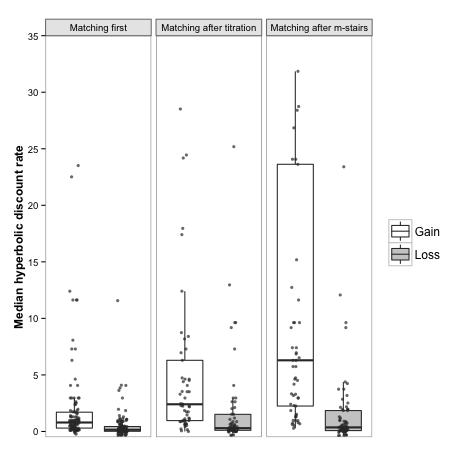 Matching first
Matching after titration
Matching after m-stairs
Median hyperbolic discount rate
35
30
25
20
15
10
5
0
Gain
Loss